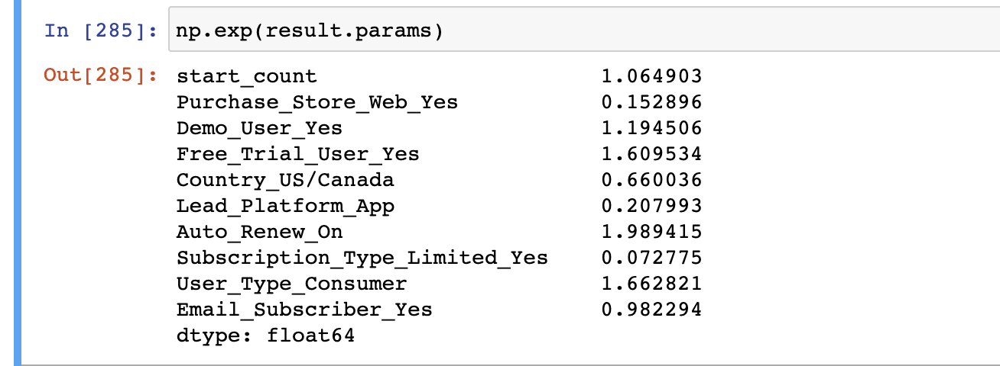 In [285]: np.exp(result.params)
Out[285]: start_count 1.064903
Purchase_Store_Web_Yes 0.152896
Demo_User_Yes 1.194506
Free_Trial_User_Yes 1.609534
Country_US/Canada 0.660036
Lead_Platform_App 0.207993
Auto_Renew_On 1.989415
Subscription_Type_Limited_Yes 0.072775
User_Type_Consumer 1.662821
Email_Subscriber_Yes 0.982294
dtype: float64